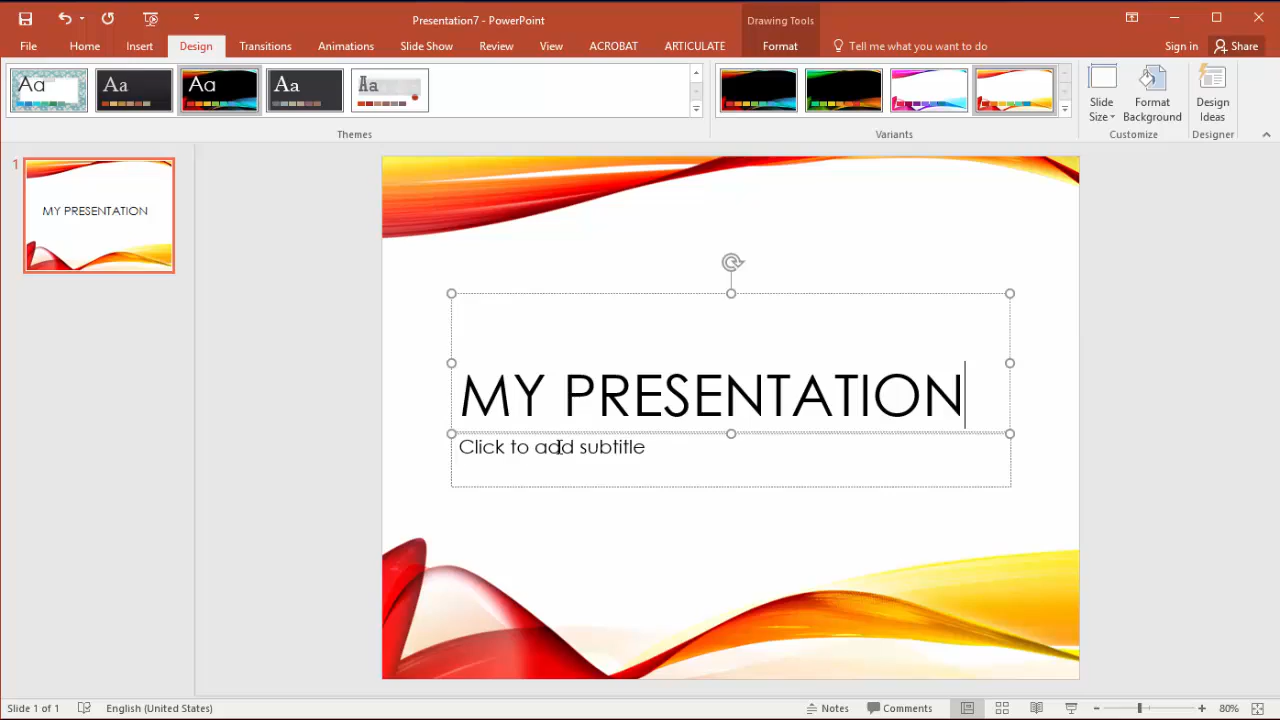 Presentation7 - PowerPoint
Drawing Tools
File Home Insert Design Transitions Animations Slide Show Review View ACROBAT ARTICULATE Format Tell me what you want to do Sign in Share
Aa Aa Aa Aa Aa
Slide Size
Format Background
Design Ideas
Themes Variants Customize Designer
1
MY PRESENTATION
MY PRESENTATION
Click to add subtitle
Slide 1 of 1 English (United States) Notes Comments 80%